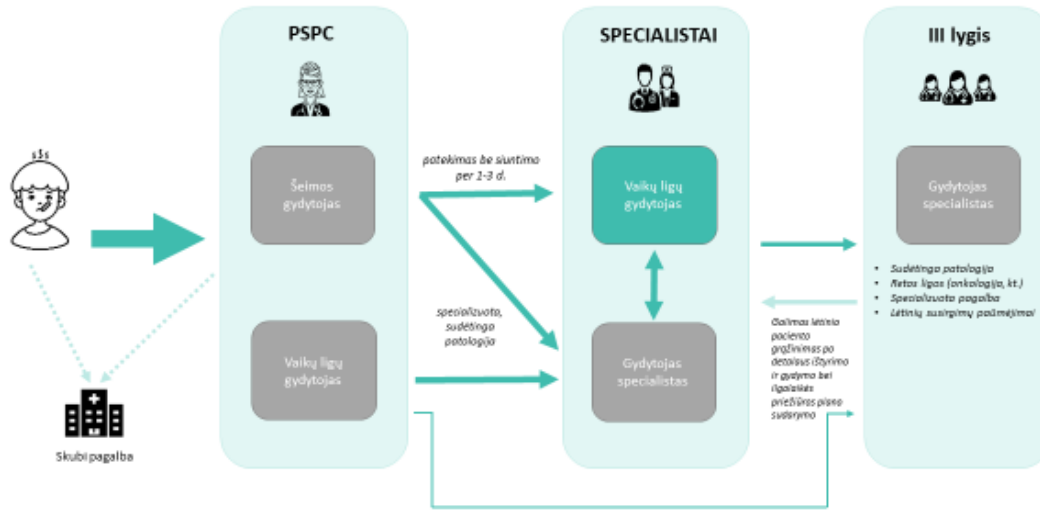 PSPC
SPECIALISTAI
III lygis
Šeimos
gydytojas
Vaikų ligų
gydytojas
patekimas be siuntimo
per 1-3 d.
specializuota,
sudėtinga
patologija
Vaikų ligų
gydytojas
Gydytojas
specialistas
Gydytojas
specialistas
• Sudėtinga patologija
• Retos ligos (onkologija, kt.)
• Specializuota pagalba
• Lėtinių susirgimų paūmėjimai
Galimas lėtinio
paciento
grąžinimas po
detalaus ištyrimo
ir gydymo bei
ilgalaikės
priežiūros plano
sudarymo
Skubi pagalba